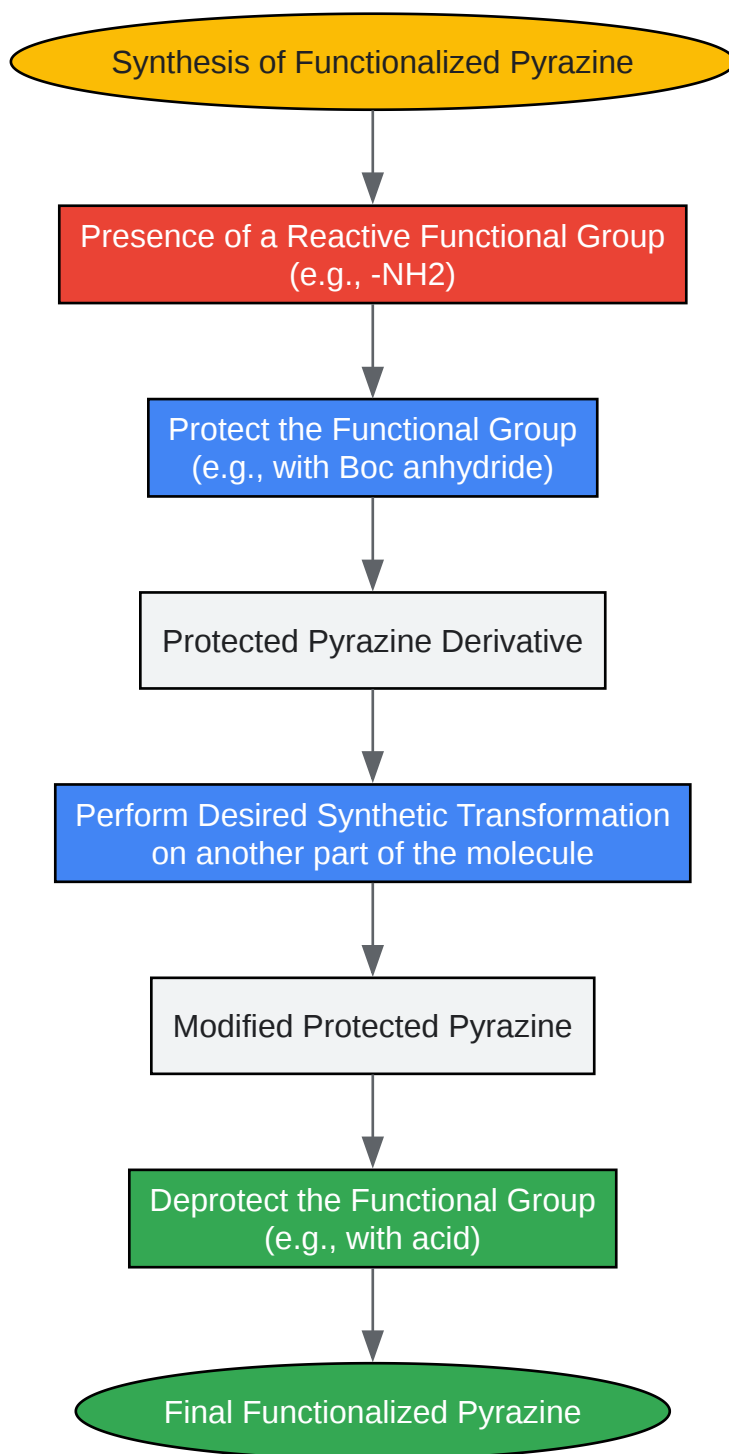 Synthesis of Functionalized Pyrazine
Presence of a Reactive Functional Group
(e.g., -NH2)
Protect the Functional Group
(e.g., with Boc anhydride)
Protected Pyrazine Derivative
Perform Desired Synthetic Transformation
on another part of the molecule
Modified Protected Pyrazine
Deprotect the Functional Group
(e.g., with acid)
Final Functionalized Pyrazine